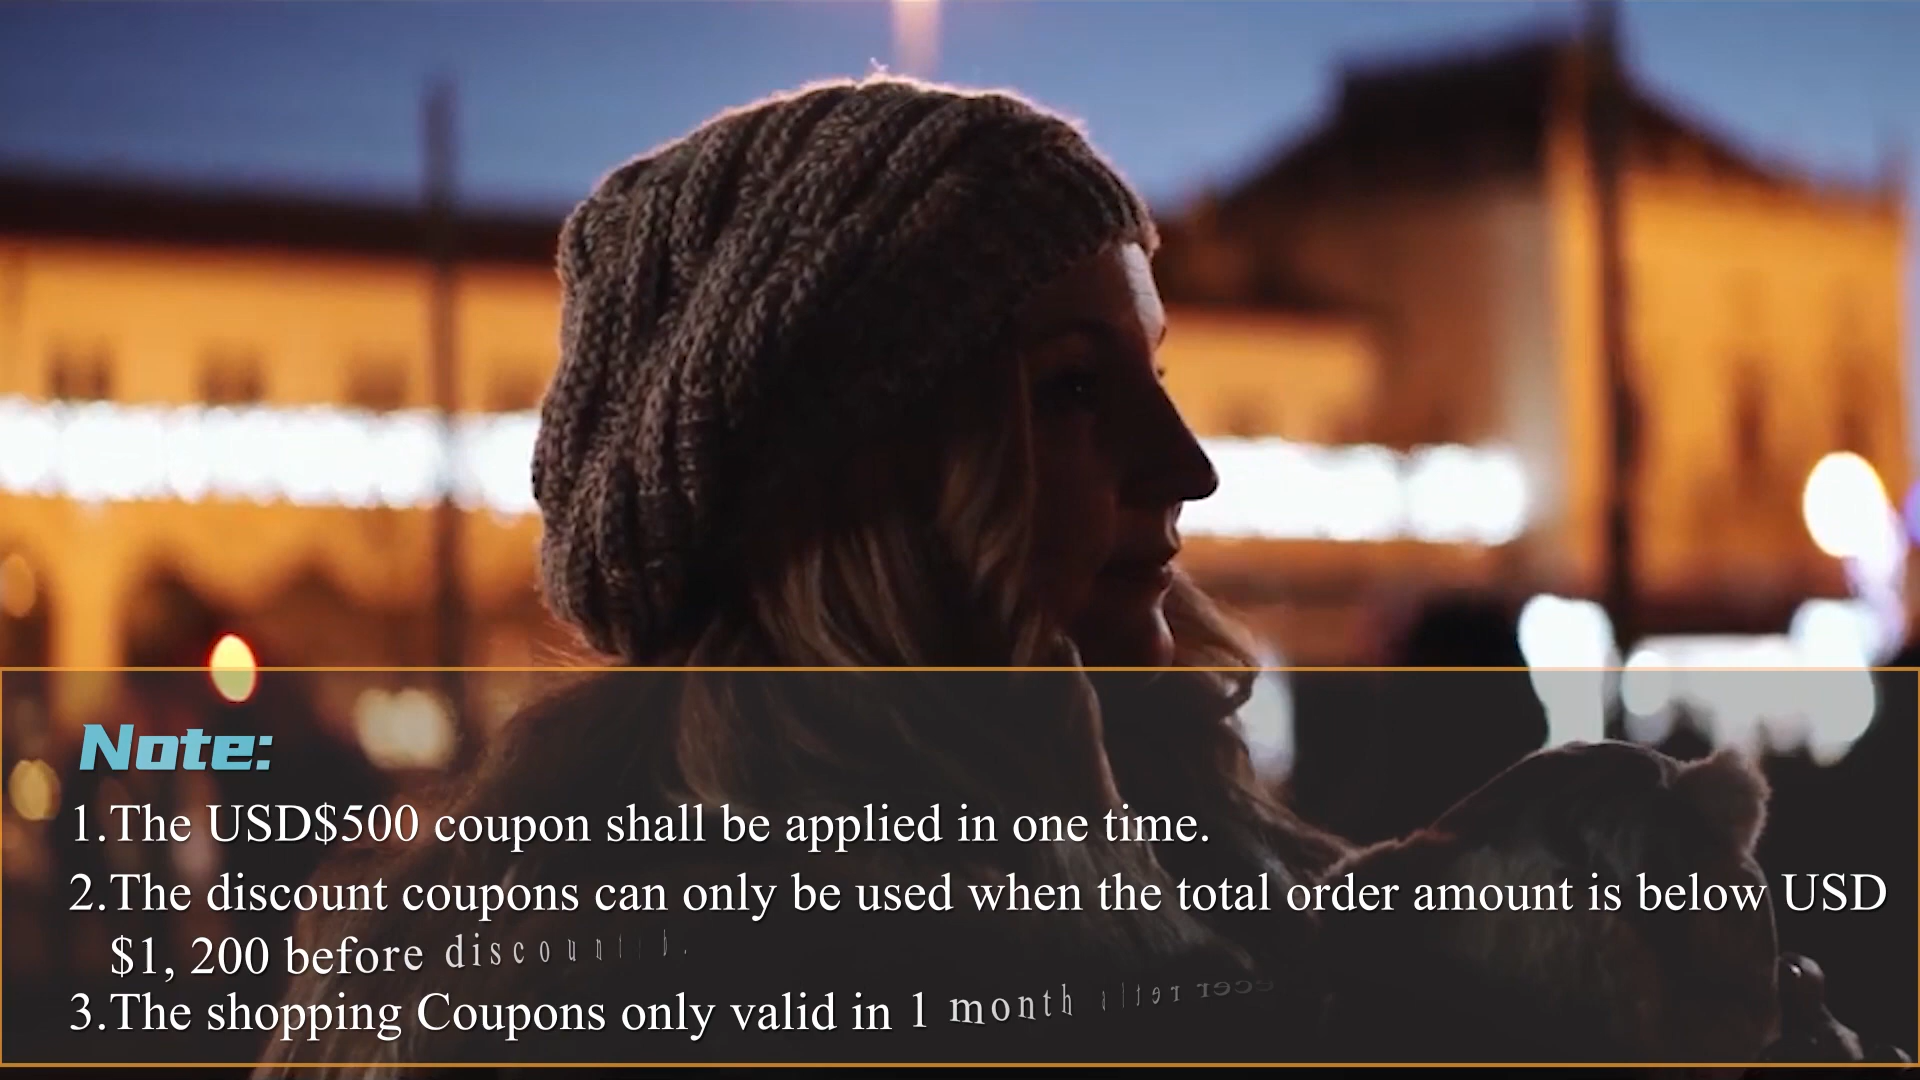 Note:
1.The USD$500 coupon shall be applied in one time.
2.The discount coupons can only be used when the total order amount is below USD
$1, 200 before discount
3.The shopping Coupons only valid in 1 month after